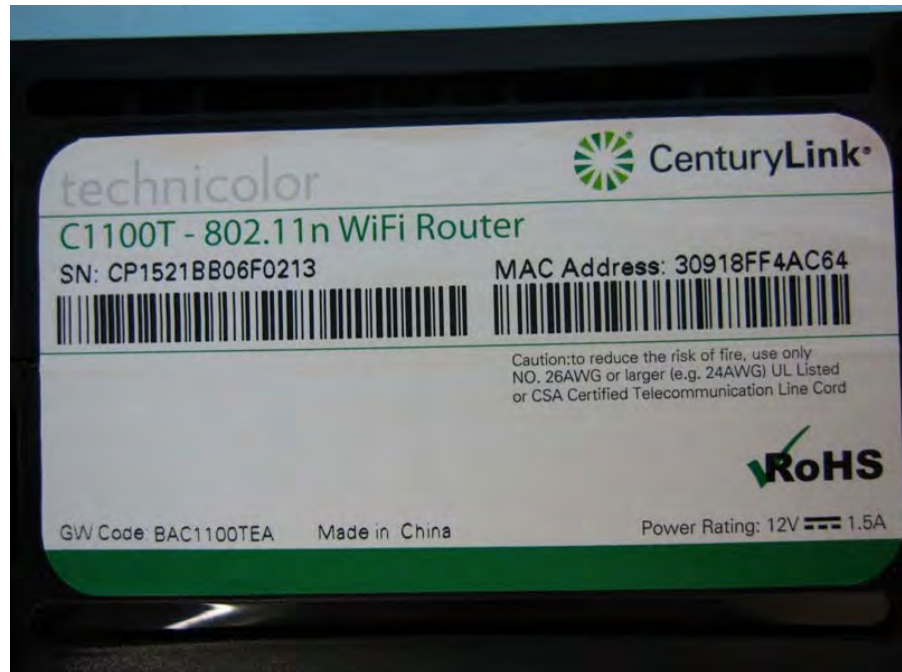 technicolor
CenturyLink®
C1100T - 802.11n WiFi Router
SN: CP1521BB06F0213
MAC Address: 30918FF4AC64
Caution:to reduce the risk of fire, use only
NO. 26AWG or larger (e.g. 24AWG) UL Listed
or CSA Certified Telecommunication Line Cord
RoHS
GW Code: BAC1100TEA Made in China
Power Rating: 12V ⎓ 1.5A